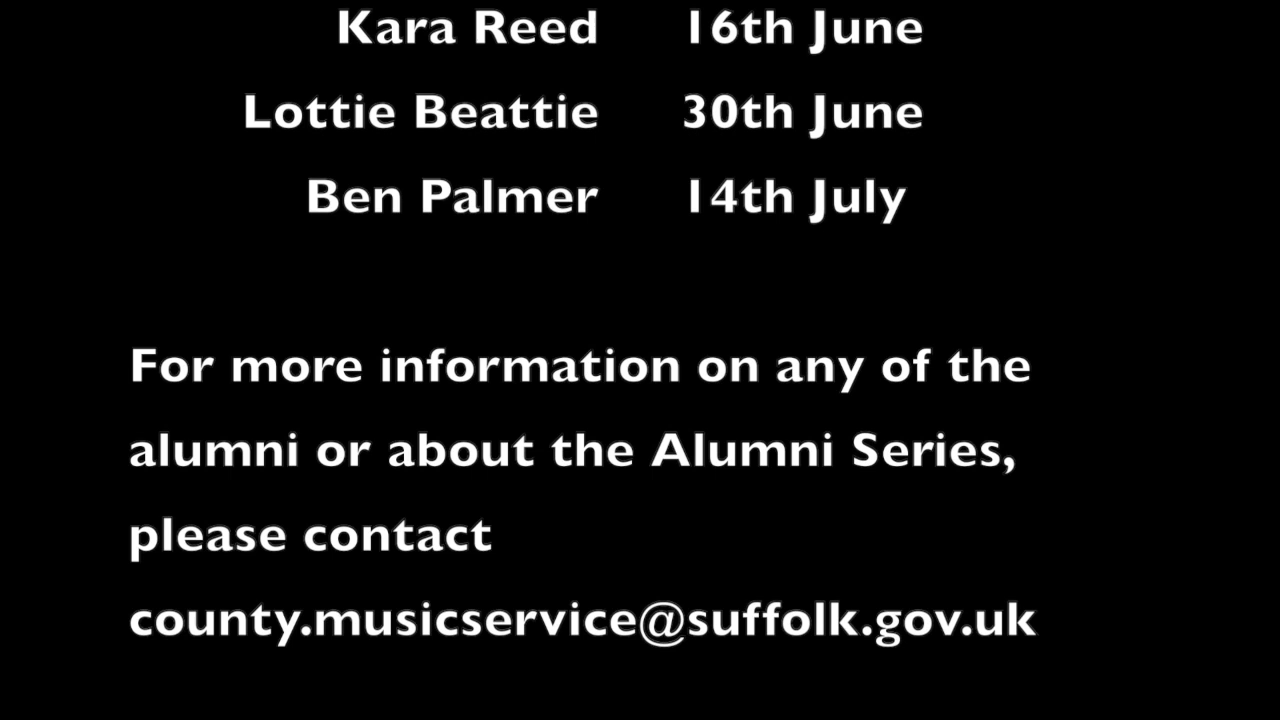 Kara Reed 16th June
Lottie Beattie 30th June
Ben Palmer 14th July
For more information on any of the
alumni or about the Alumni Series,
please contact
county.musicservice@suffolk.gov.uk